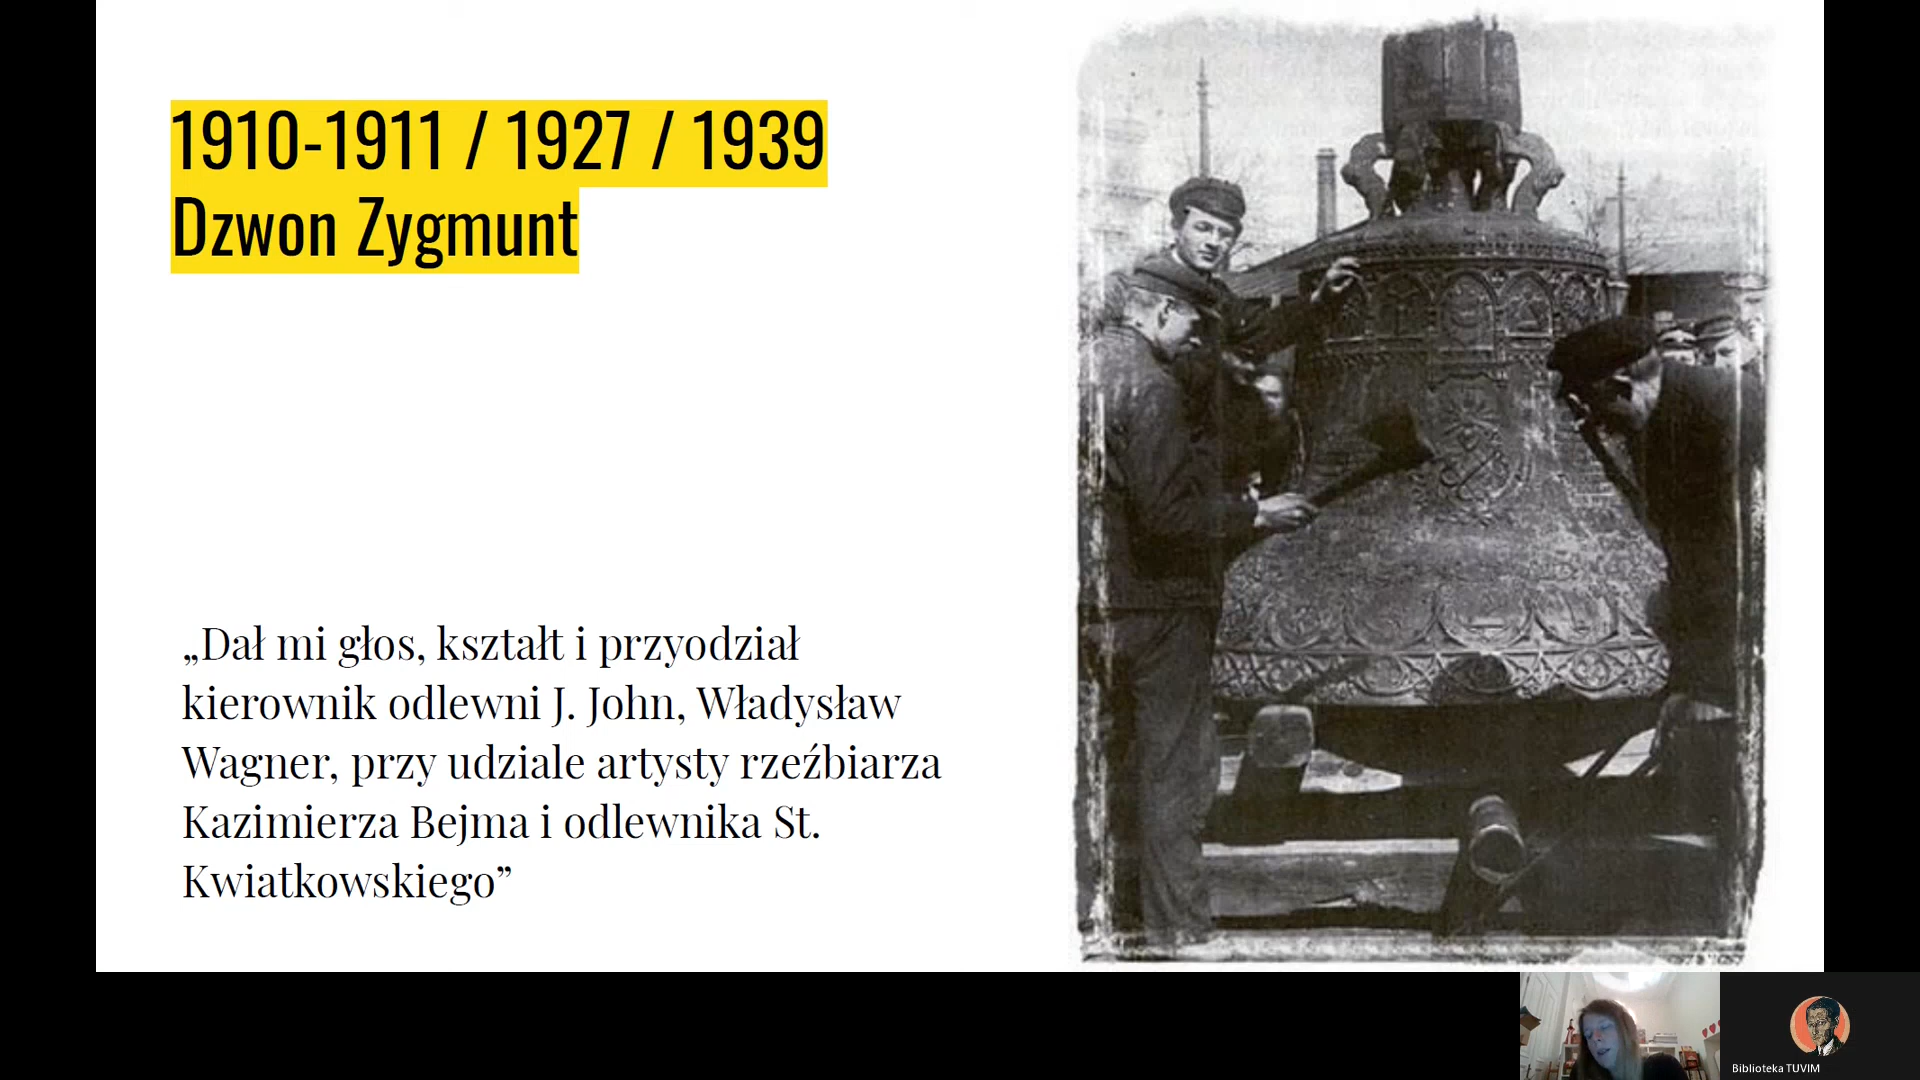 1910-1911 / 1927 / 1939
Dzwon Zygmunt
„Dał mi głos, kształt i przyodział
kierownik odlewni J. John, Władysław
Wagner, przy udziale artysty rzeźbiarza
Kazimierza Bejma i odlewnika St.
Kwiatkowskiego”
Biblioteka TUVIM